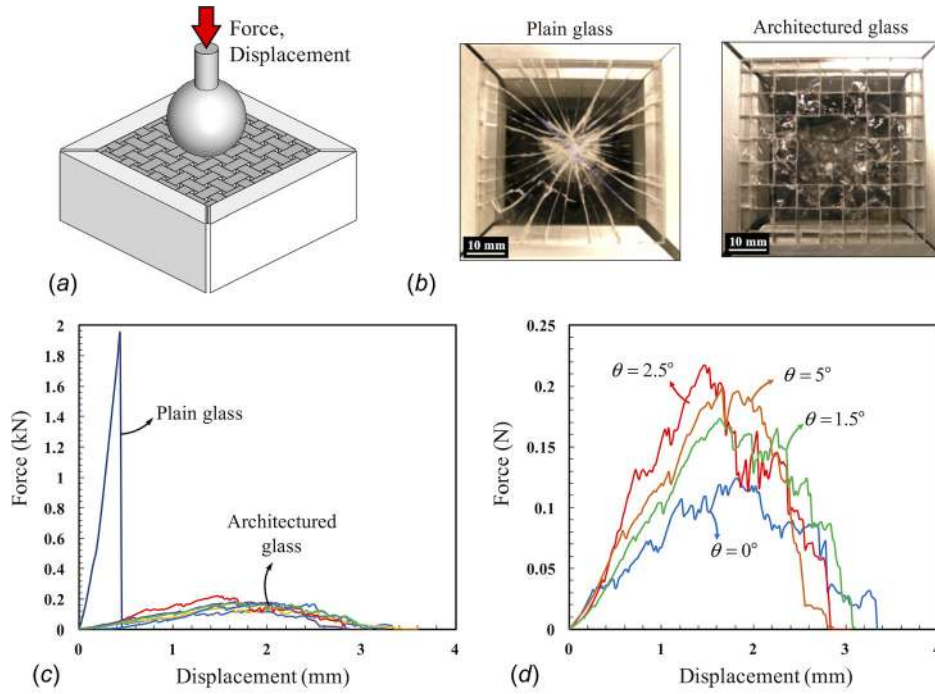 Force,
Displacement
(a)
Plain glass
Architectured glass
10 mm
10 mm
(b)
2
1.8
1.6
1.4
1.2
1
0.8
0.6
0.4
0.2
0
Force (kN)
Plain glass
Architectured
glass
0 1 2 3 4
Displacement (mm)
(c)
0.25
0.2
0.15
0.1
0.05
0
Force (N)
θ = 2.5°
θ = 5°
θ = 1.5°
θ = 0°
0 1 2 3 4
Displacement (mm)
(d)